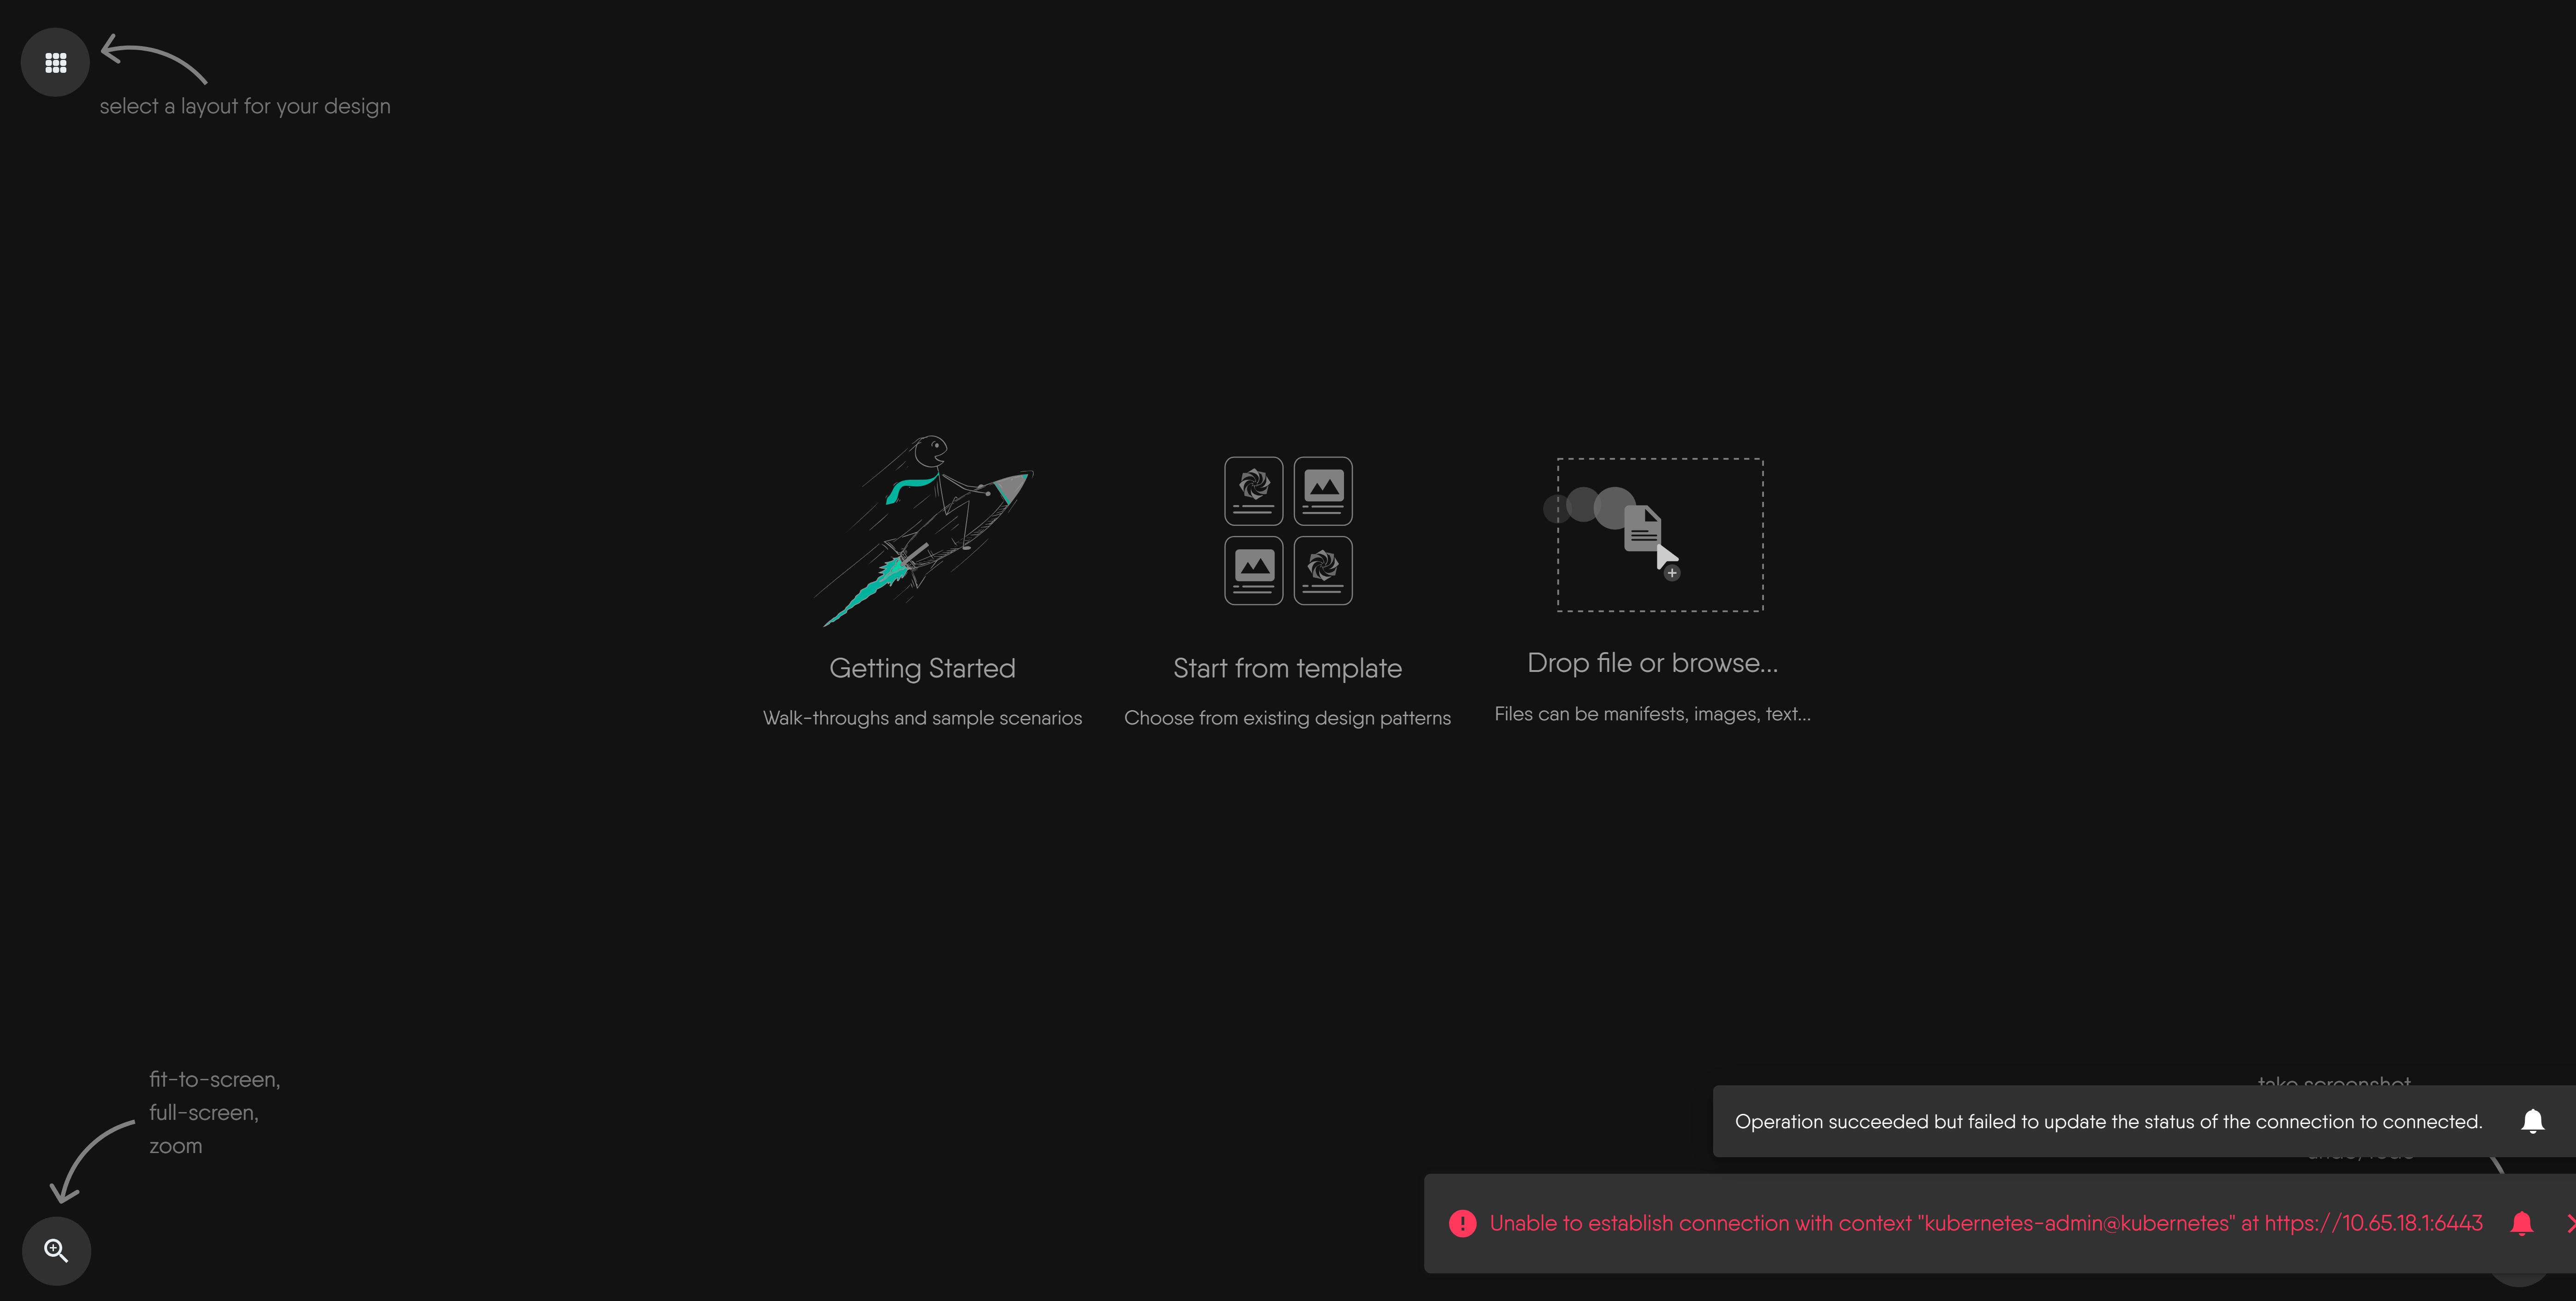 select a layout for your design
Getting Started
Walk-throughs and sample scenarios
Start from template
Choose from existing design patterns
Drop file or browse...
Files can be manifests, images, text...
fit-to-screen,
full-screen,
zoom
take screenshot
Operation succeeded but failed to update the status of the connection to connected.
Unable to establish connection with context "kubernetes-admin@kubernetes" at https://10.65.18.1:6443